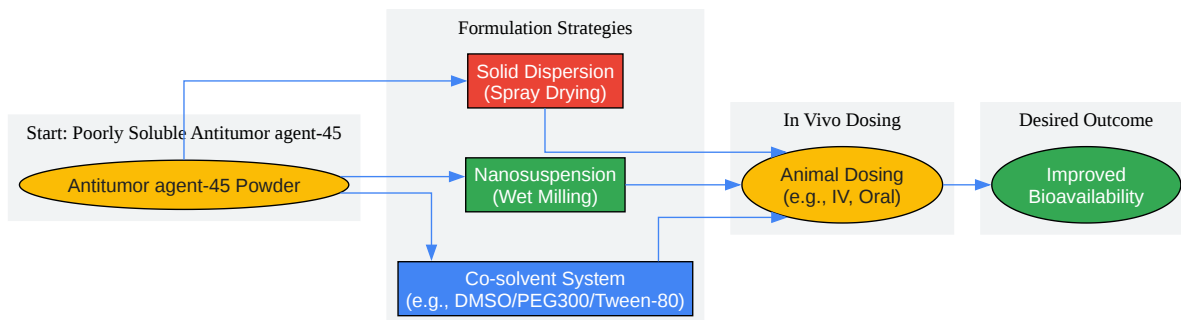 Formulation Strategies
Solid Dispersion
(Spray Drying)
Start: Poorly Soluble Antitumor agent-45
Antitumor agent-45 Powder
Nanosuspension
(Wet Milling)
Co-solvent System
(e.g., DMSO/PEG300/Tween-80)
In Vivo Dosing
Animal Dosing
(e.g., IV, Oral)
Desired Outcome
Improved
Bioavailability